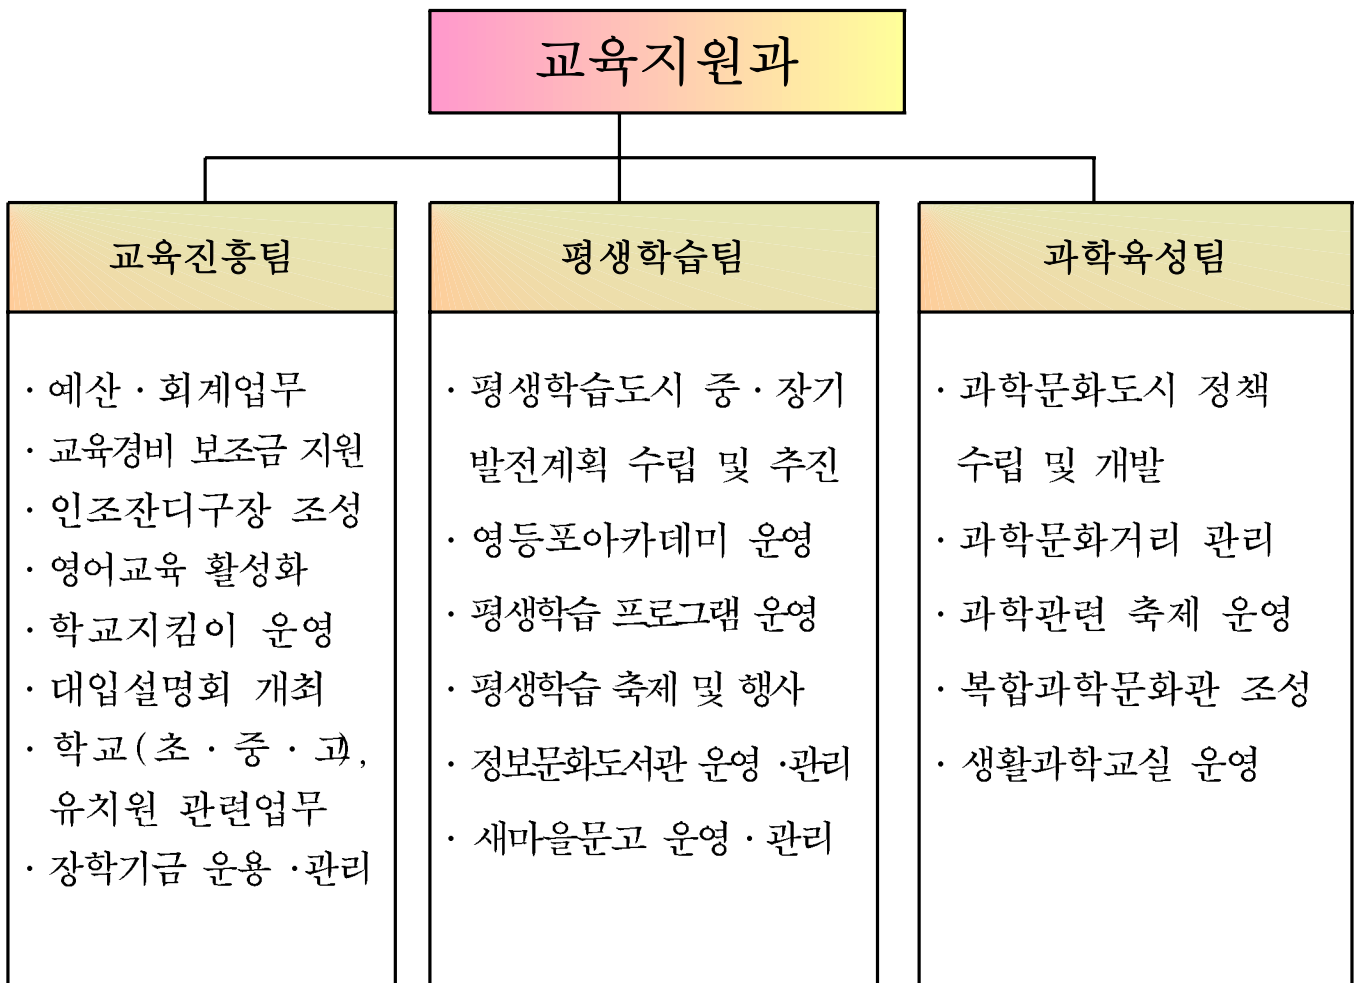 교육지원과
교육진흥팀
· 예산 · 회계업무
· 교육경비 보조금 지원
· 인조잔디구장 조성
· 영어교육 활성화
· 학교지킴이 운영
· 대입설명회 개최
· 학교(초 · 중 · 고),
유치원 관련업무
· 장학기금 운용 ·관리
평생학습팀
· 평생학습도시 중 · 장기
발전계획 수립 및 추진
· 영등포아카데미 운영
· 평생학습 프로그램 운영
· 평생학습 축제 및 행사
· 정보문화도서관 운영 ·관리
· 새마을문고 운영 · 관리
과학육성팀
· 과학문화도시 정책
수립 및 개발
· 과학문화거리 관리
· 과학관련 축제 운영
· 복합과학문화관 조성
· 생활과학교실 운영